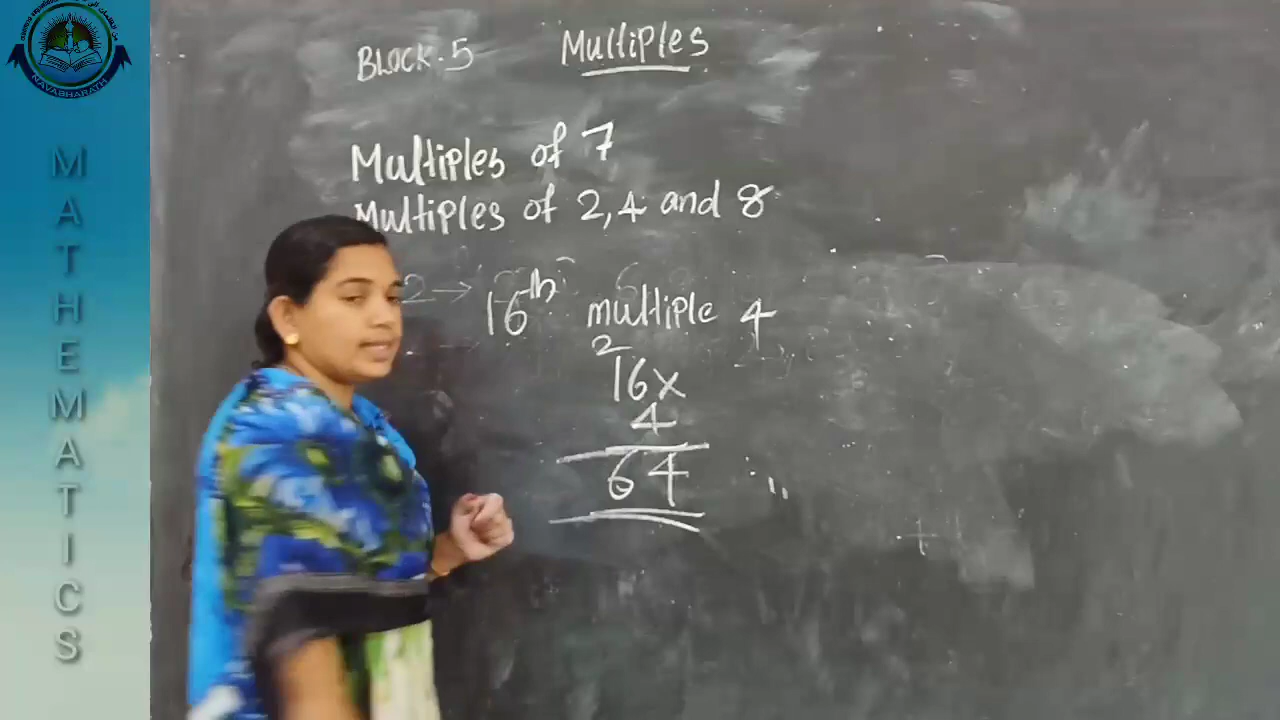 BLOCK.5
Multiples
Multiples of 7
Multiples of 2,4 and 8
2 →
16th multiple 4
2
16x
4
64
NAVABHARATH
MATHEMATICS